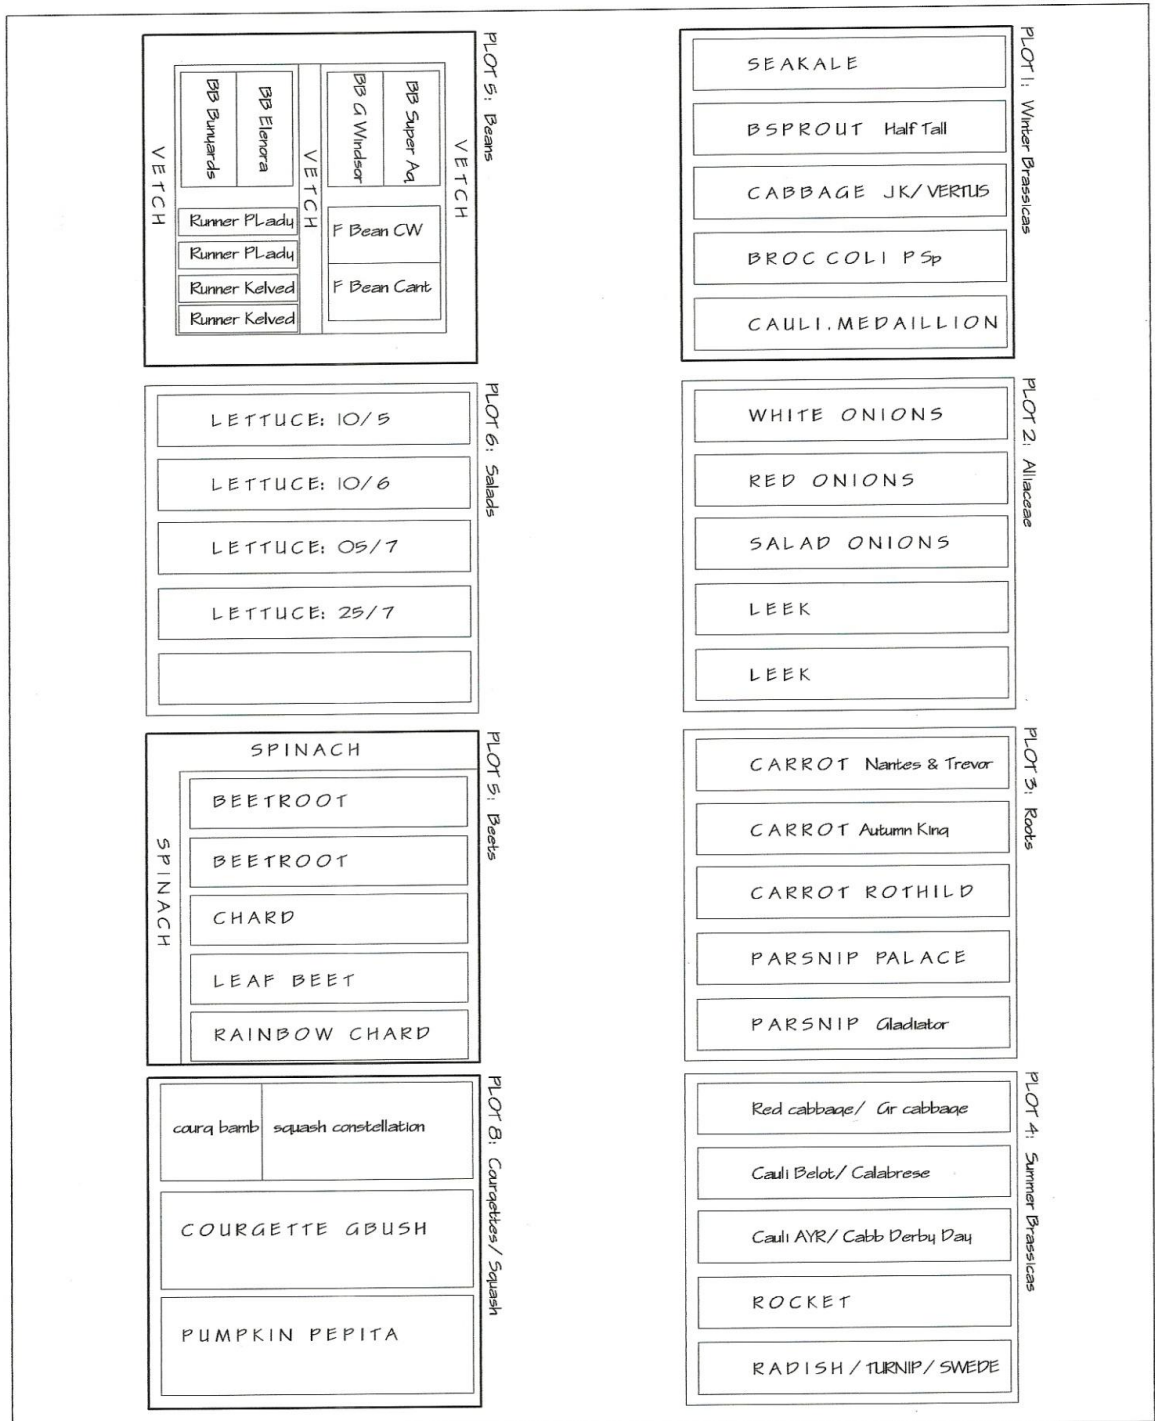 PLOT 5: Beans
BB Bunyards
BB Elenora
BB G Windsor
BB Super Aq
VETCH
VETCH
VETCH
Runner PLady
Runner PLady
Runner Kelved
Runner Kelved
F Bean CW
F Bean Cant
PLOT 6: Salads
LETTUCE: 10/5
LETTUCE: 10/6
LETTUCE: 05/7
LETTUCE: 25/7
PLOT 5: Beets
SPINACH
SPINACH
BEETROOT
BEETROOT
CHARD
LEAF BEET
RAINBOW CHARD
PLOT 8: Courgettes/ Squash
courg bamb
squash constellation
COURGETTE GBUSH
PUMPKIN PEPITA
PLOT 1: Winter Brassicas
SEAKALE
BSPROUT Half Tall
CABBAGE JK/ VERTUS
BROCCOLI PSp
CAULI.MEDAILLION
PLOT 2: Alliaceae
WHITE ONIONS
RED ONIONS
SALAD ONIONS
LEEK
LEEK
PLOT 3: Roots
CARROT Nantes & Trevor
CARROT Autumn King
CARROT ROTHILD
PARSNIP PALACE
PARSNIP Gladiator
PLOT 4: Summer Brassicas
Red cabbage/ Gr cabbage
Cauli Belot/ Calabrese
Cauli AYR/ Cabb Derby Day
ROCKET
RADISH / TURNIP/ SWEDE